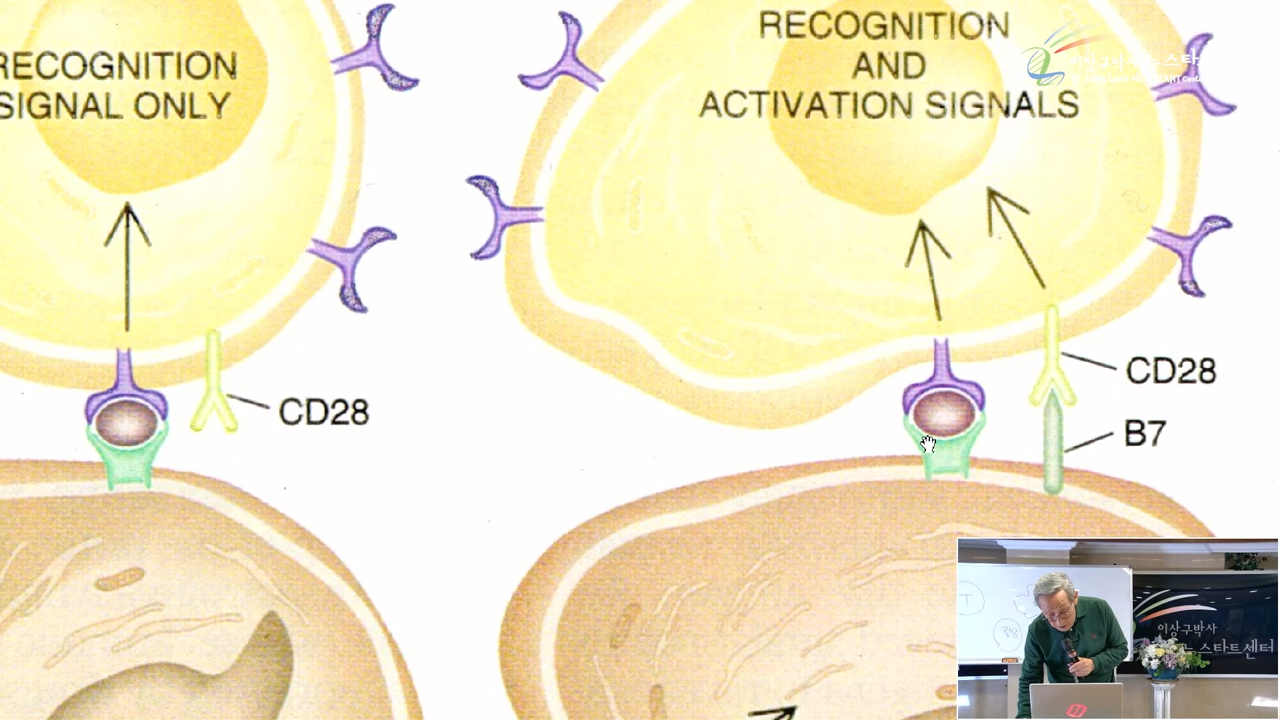 RECOGNITION
SIGNAL ONLY
RECOGNITION
AND
ACTIVATION SIGNALS
CD28
CD28
B7
T
이상구박사
뉴스타트센터